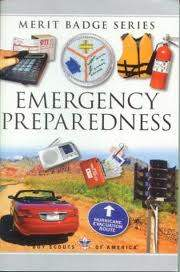 MERIT BADGE SERIES
EMERGENCY
PREPAREDNESS
HURRICANE
EVACUATION
ROUTE
BOY SCOUTS OF AMERICA